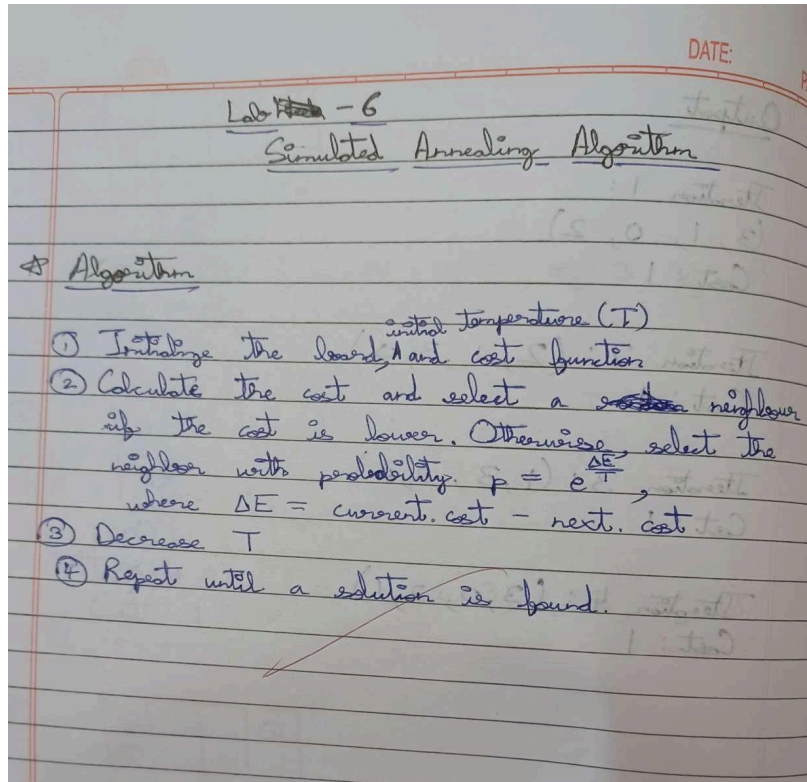 DATE:
Lab - 6
Simulated Annealing Algorithm
Algorithm
initial temperature (T)
① Initialize the board, ∧ and cost function
② Calculate the cost and select a neighbour
if the cost is lower. Otherwise, select the
neighbor with probability. p = e^(ΔE/T),
where ΔE = current.cost - next.cost
③ Decrease T
④ Repeat until a solution is found.